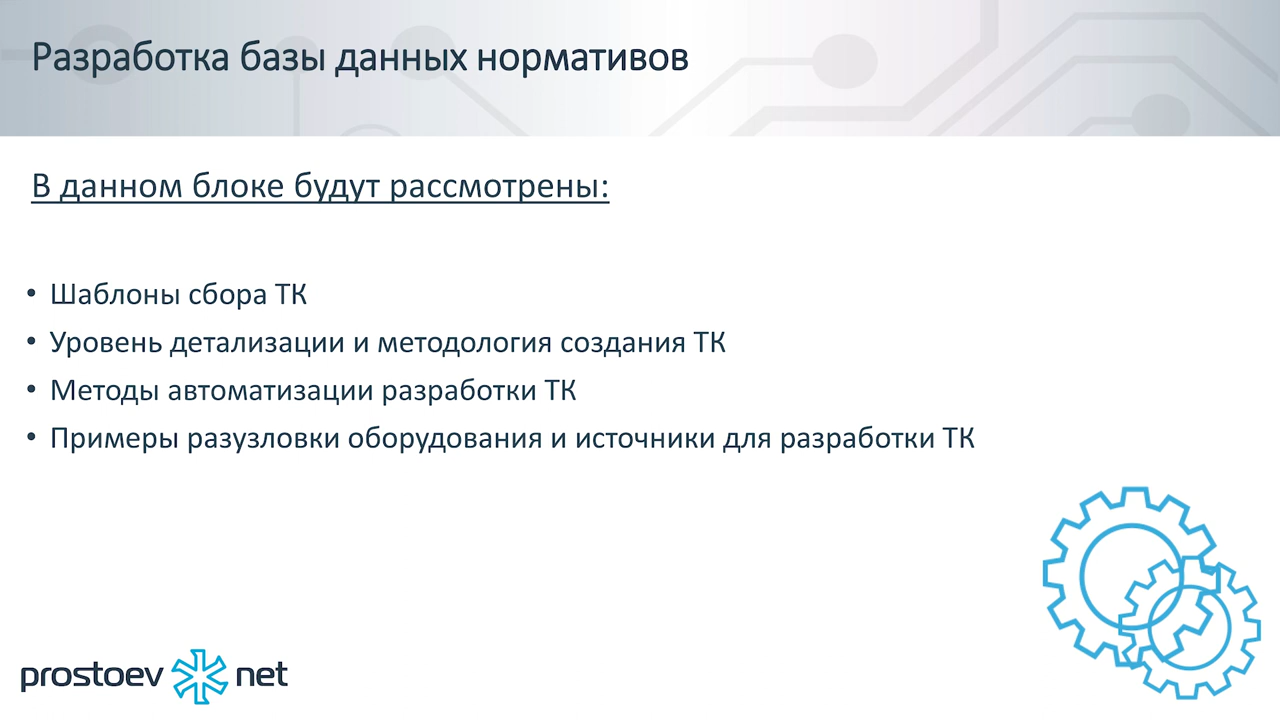 Разработка базы данных нормативов
В данном блоке будут рассмотрены:
• Шаблоны сбора ТК
• Уровень детализации и методология создания ТК
• Методы автоматизации разработки ТК
• Примеры разузловки оборудования и источники для разработки ТК
prostoev net